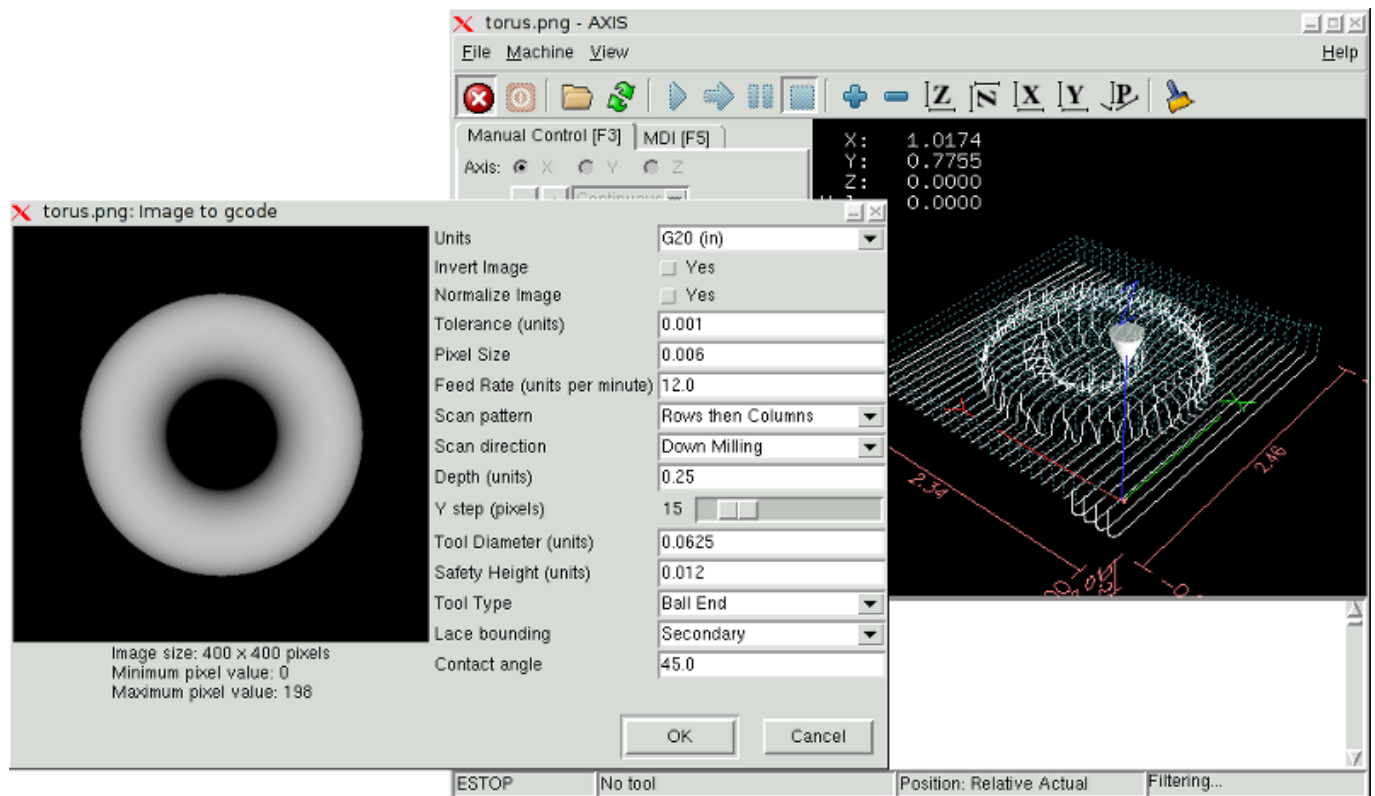 torus.png - AXIS
File Machine View Help
Z N X Y P
Manual Control [F3] MDI [F5]
Axis: X Y Z
Continuous
X: 1.0174
Y: 0.7755
Z: 0.0000
0.0000
2.34
2.46
torus.png: Image to gcode
Units G20 (in)
Invert Image Yes
Normalize Image Yes
Tolerance (units) 0.001
Pixel Size 0.006
Feed Rate (units per minute) 12.0
Scan pattern Rows then Columns
Scan direction Down Milling
Depth (units) 0.25
Y step (pixels) 15
Tool Diameter (units) 0.0625
Safety Height (units) 0.012
Tool Type Ball End
Lace bounding Secondary
Contact angle 45.0
Image size: 400 x 400 pixels
Minimum pixel value: 0
Maximum pixel value: 198
OK Cancel
ESTOP No tool Position: Relative Actual Filtering...